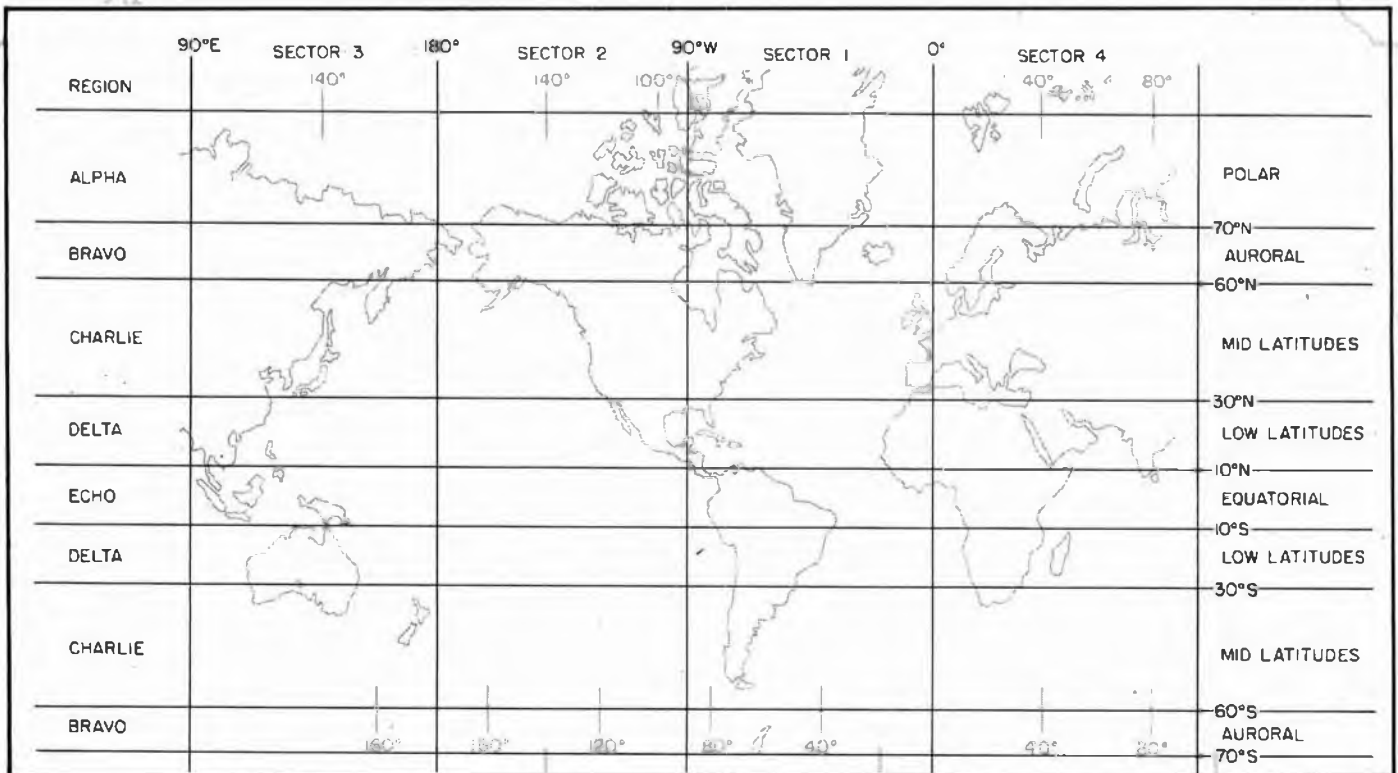 90°E SECTOR 3 180° SECTOR 2 90°W SECTOR 1 0° SECTOR 4
REGION 140° 140° 100° 40° 80°
ALPHA POLAR
70°N
BRAVO AURORAL
60°N
CHARLIE MID LATITUDES
30°N
DELTA LOW LATITUDES
10°N
ECHO EQUATORIAL
10°S
DELTA LOW LATITUDES
30°S
CHARLIE MID LATITUDES
60°S
BRAVO AURORAL
160° 120° 80° 40° 40° 80°
70°S